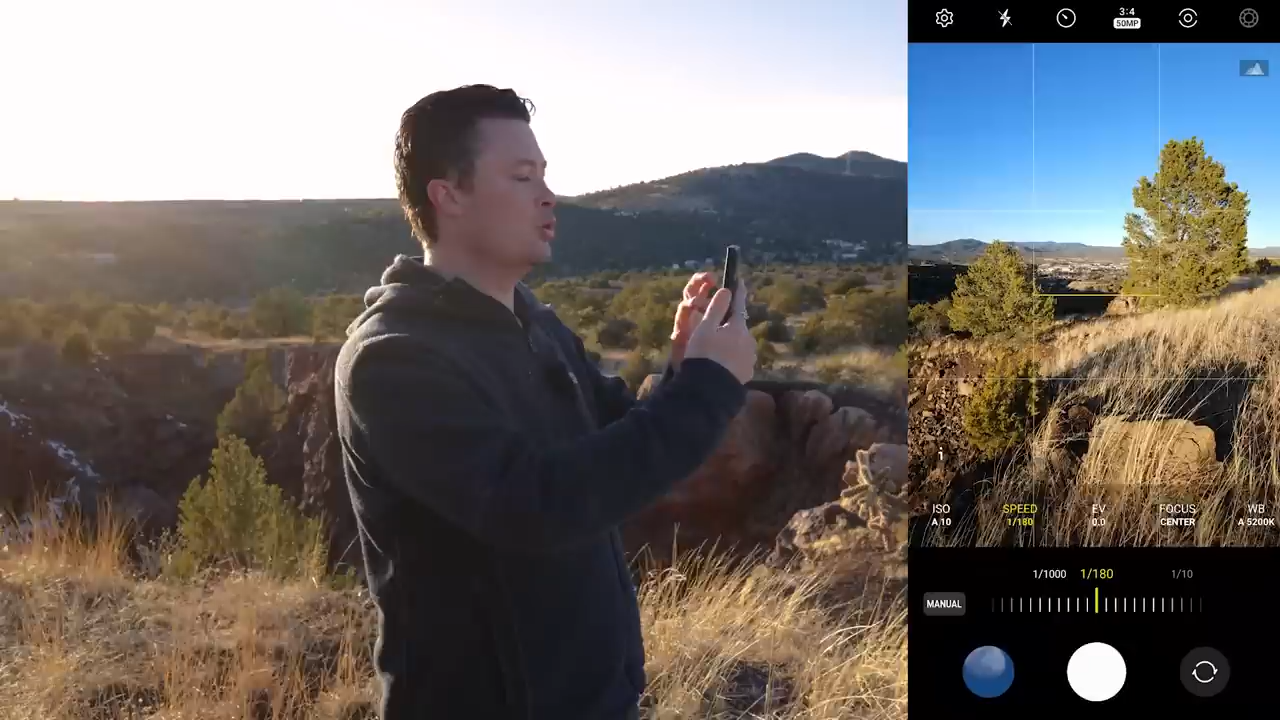 3:4
50MP
ISO
A 10
SPEED
1/180
EV
0.0
FOCUS
CENTER
WB
A 5200K
1/1000
1/180
1/10
MANUAL